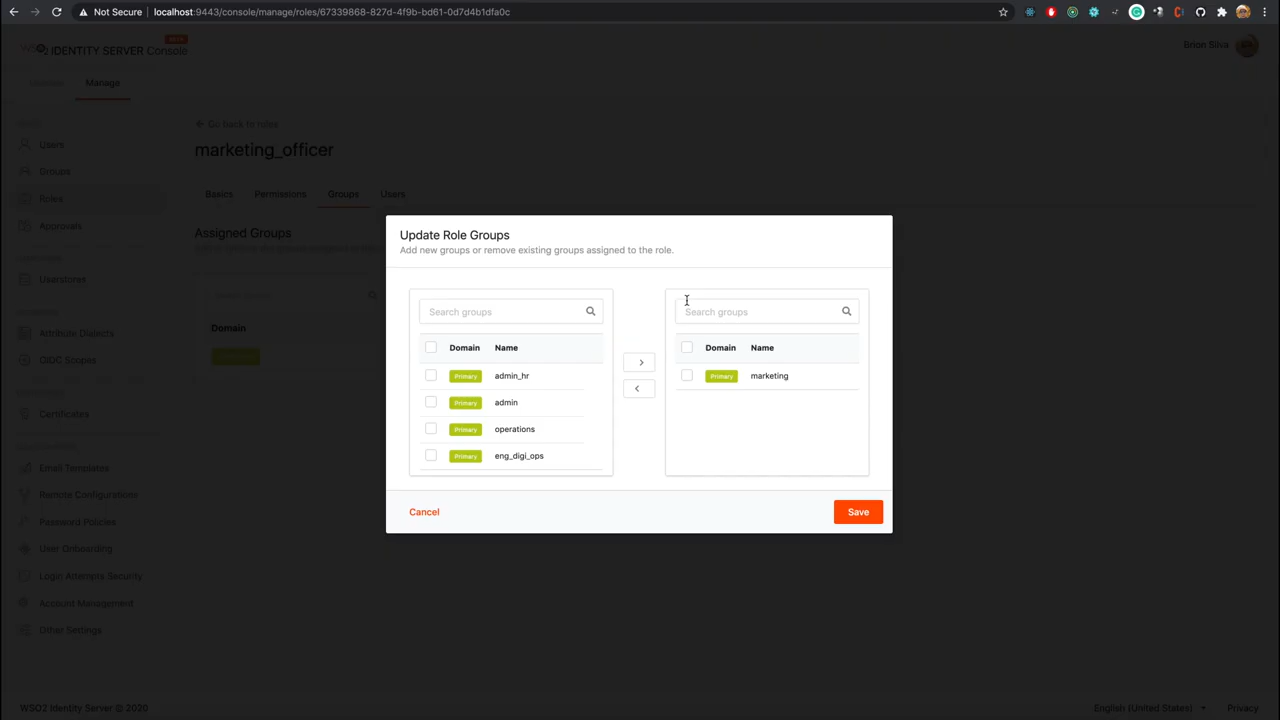 Not Secure | localhost:9443/console/manage/roles/67339868-827d-4f9b-bd61-0d7d4b1dfa0c
WSO2 IDENTITY SERVER Console
BETA
Brion Silva
Manage
Users
Groups
Roles
Approvals
Userstores
Attribute Dialects
OIDC Scopes
Certificates
Email Templates
Remote Configurations
Password Policies
User Onboarding
Login Attempts Security
Account Management
Other Settings
Go back to roles
marketing_officer
Basics Permissions Groups Users
Assigned Groups
Domain
Update Role Groups
Add new groups or remove existing groups assigned to the role.
Search groups
Domain Name
Primary admin_hr
Primary admin
Primary operations
Primary eng_digi_ops
Search groups
Domain Name
Primary marketing
Cancel
Save
WSO2 Identity Server © 2020
English (United States)
Privacy